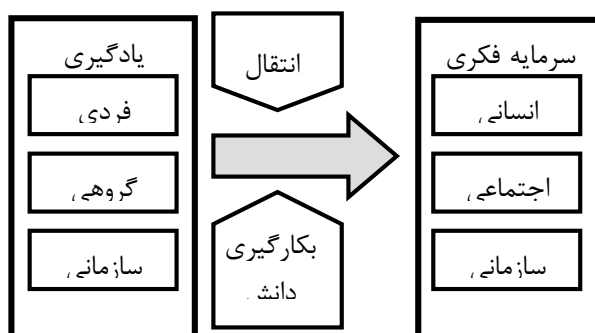 یادگیری
فردی
گروهی
سازمانی
انتقال
بکارگیری
دانش
سرمایه فکری
انسانی
اجتماعی
سازمانی